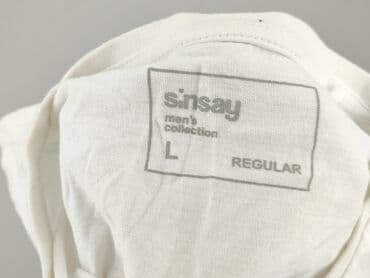 sinsay
men's
collection
L
REGULAR